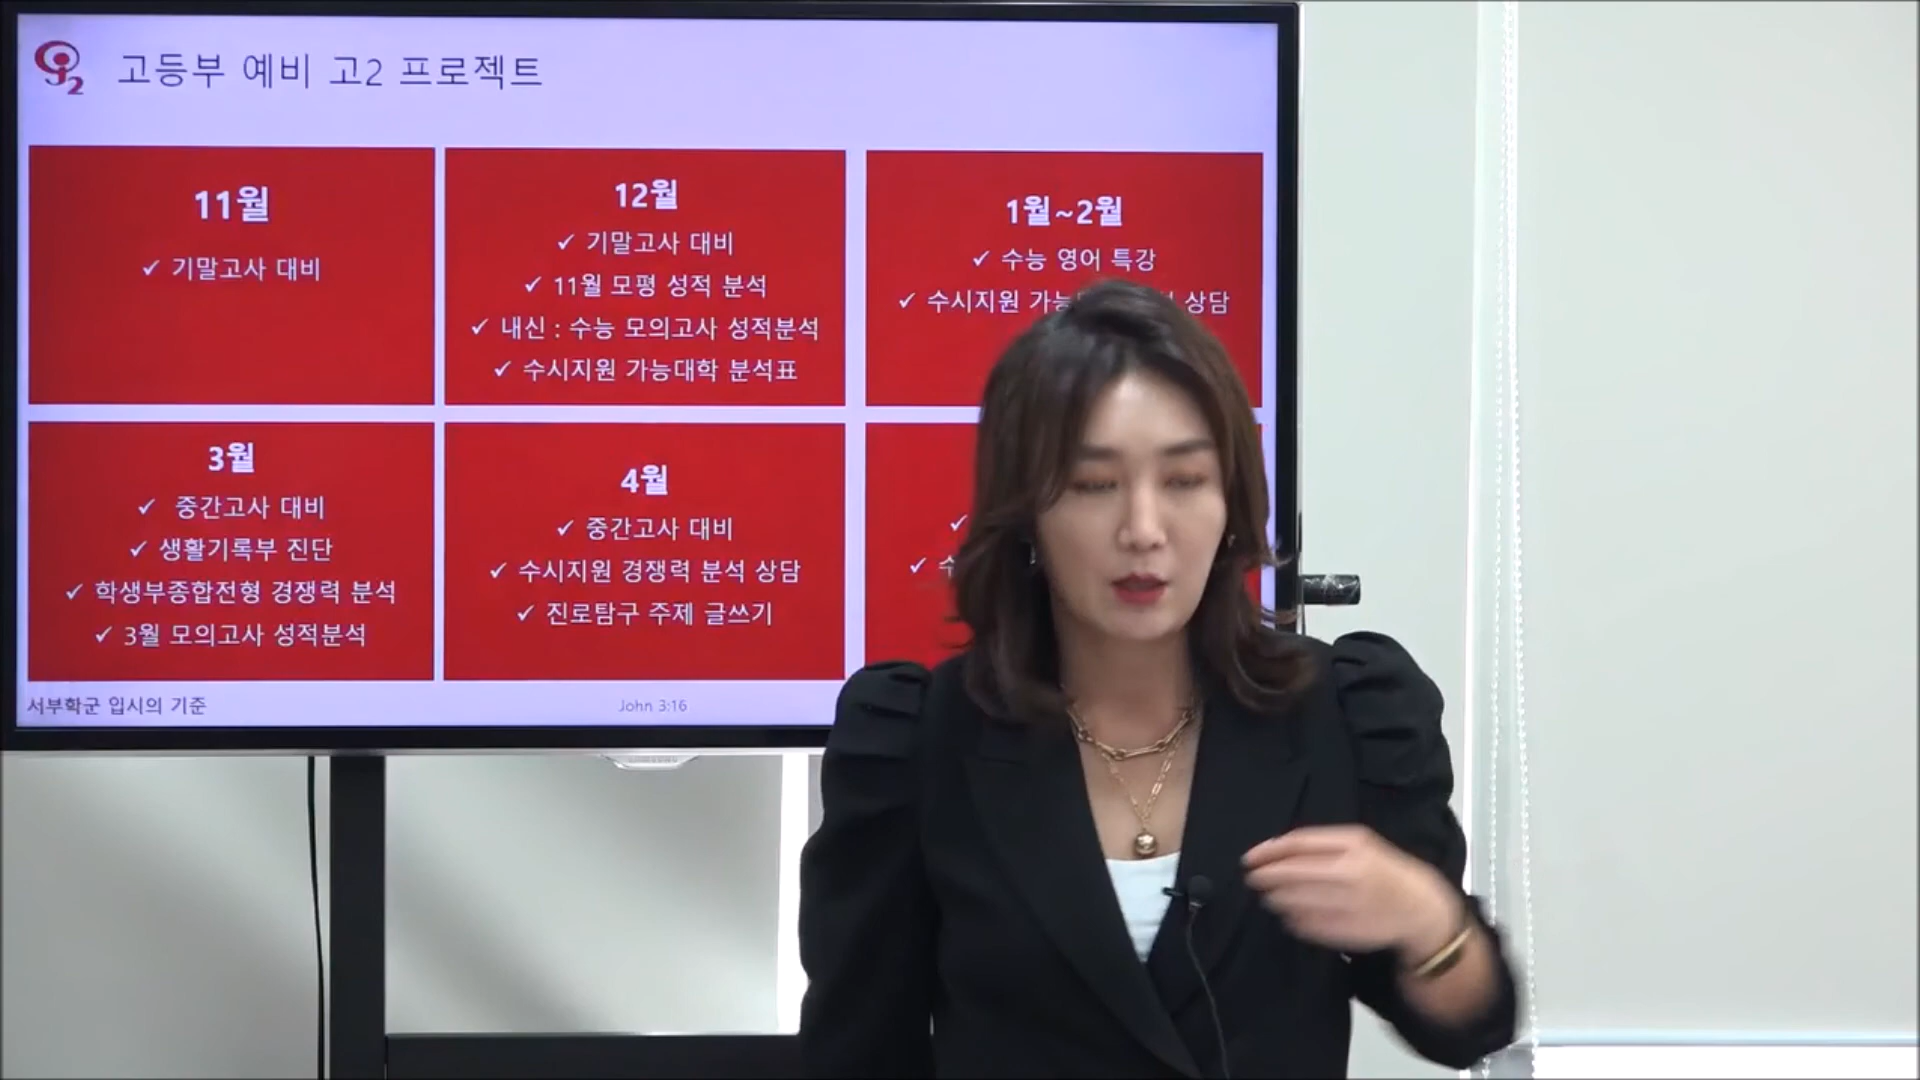 고등부 예비 고2 프로젝트
11월
✓ 기말고사 대비
12월
✓ 기말고사 대비
✓ 11월 모평 성적 분석
✓ 내신 : 수능 모의고사 성적분석
✓ 수시지원 가능대학 분석표
1월~2월
✓ 수능 영어 특강
✓ 수시지원 상담
3월
✓ 중간고사 대비
✓ 생활기록부 진단
✓ 학생부종합전형 경쟁력 분석
✓ 3월 모의고사 성적분석
4월
✓ 중간고사 대비
✓ 수시지원 경쟁력 분석 상담
✓ 진로탐구 주제 글쓰기
서부학군 입시의 기준
John 3:16